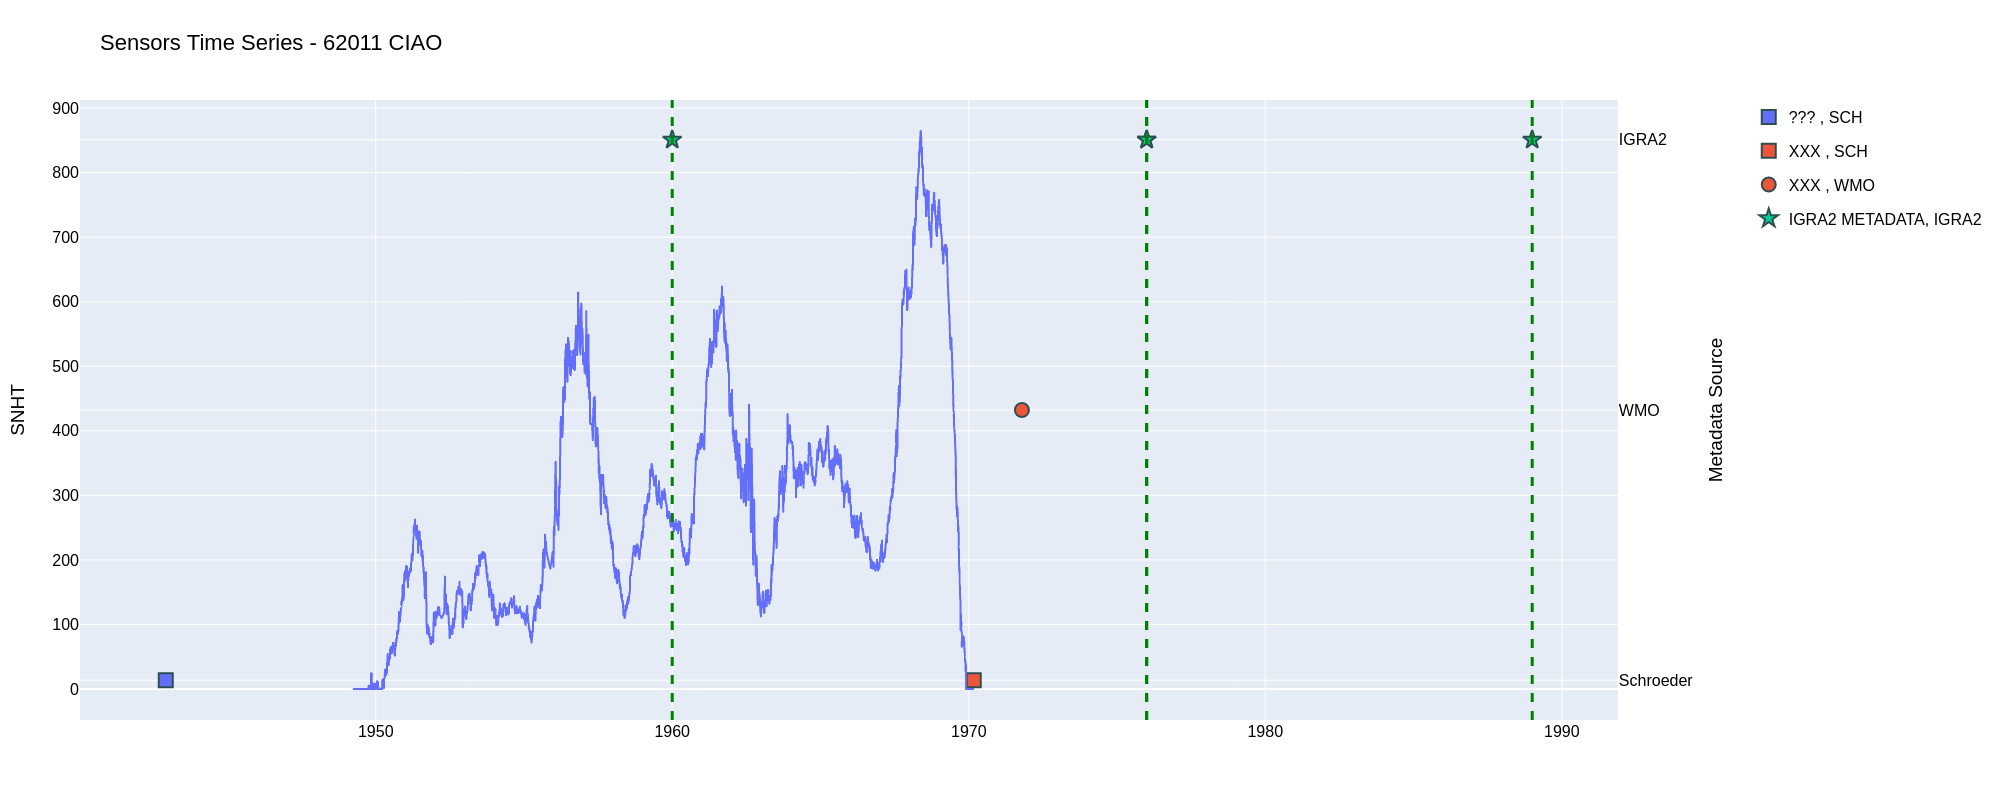 Sensors Time Series - 62011 CIAO
900
800
700
600
500
400
300
200
100
0
SNHT
1950
1960
1970
1980
1990
IGRA2
WMO
Schroeder
Metadata Source
??? , SCH
XXX , SCH
XXX , WMO
IGRA2 METADATA, IGRA2